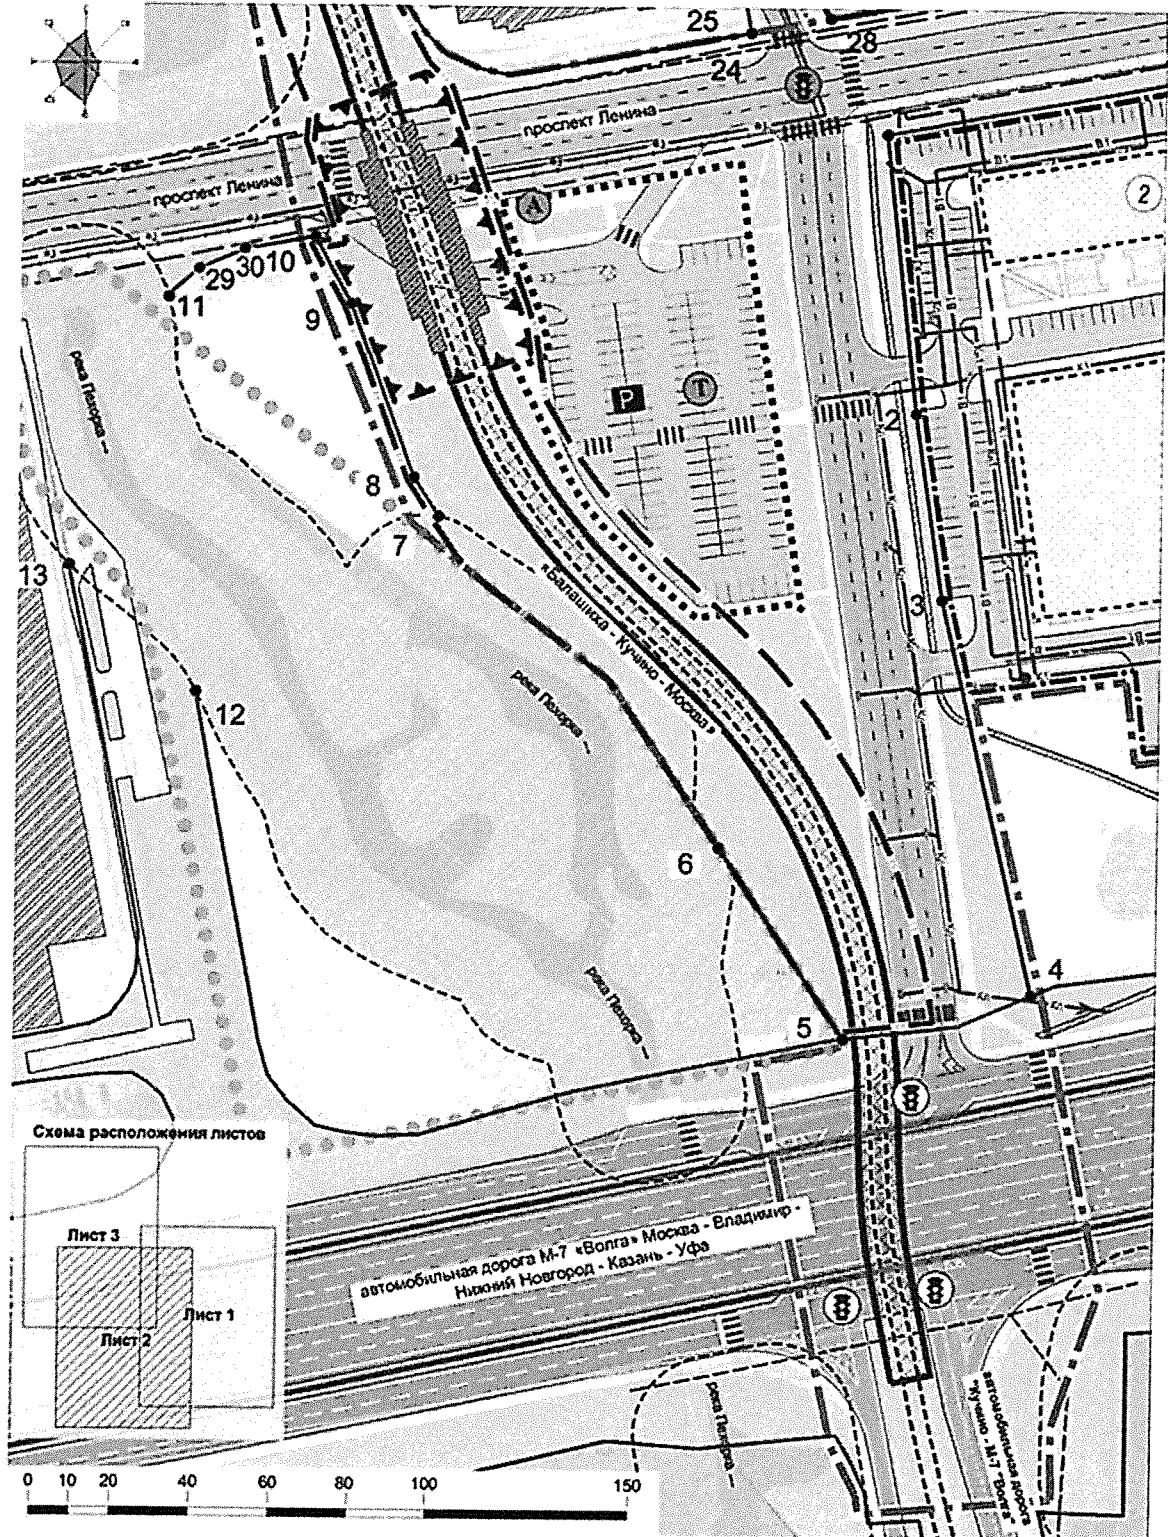 25
28
24
проспект Ленина
2
проспект Ленина
А
29
30
10
11
9
река Пехорка
Р
Т
2
8
7
«Балашиха - Кучино - Москва»
13
3
река Пехорка
12
6
4
река Пехорка
5
Схема расположения листов
Лист 3
Лист 1
Лист 2
автомобильная дорога М-7 «Волга» Москва - Владимир -
Нижний Новгород - Казань - Уфа
река Пехорка
автомобильная дорога
"Кучино - М-7 "Волга"
0 10 20 40 60 80 100 150